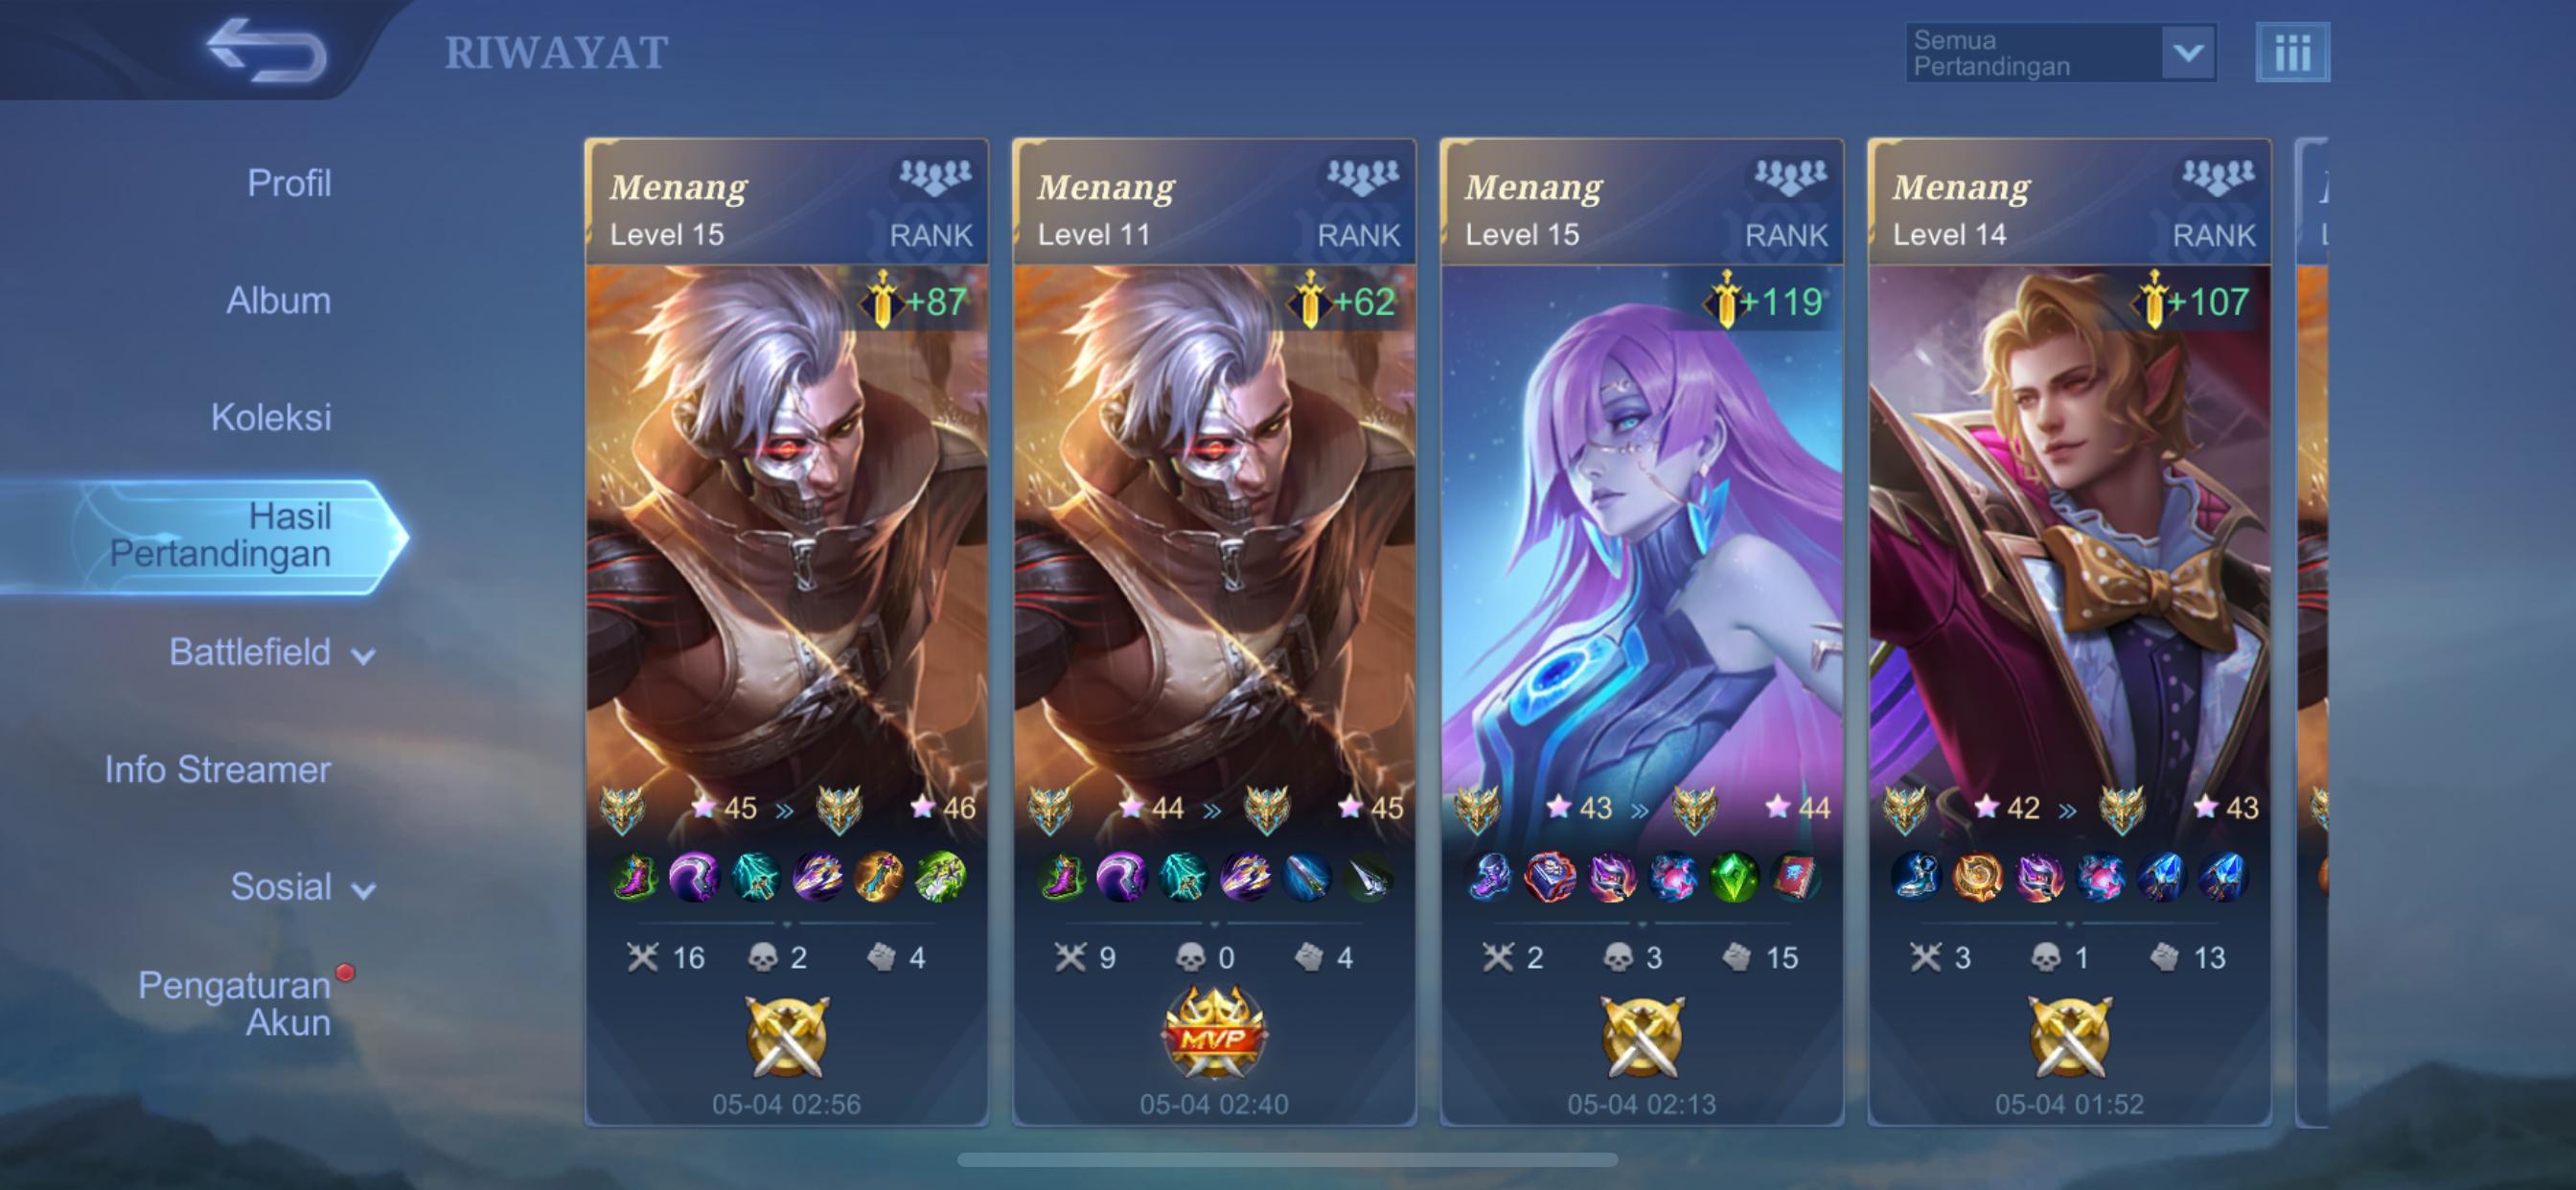 RIWAYAT
Semua
Pertandingan
Profil
Album
Koleksi
Hasil
Pertandingan
Battlefield
Info Streamer
Sosial
Pengaturan
Akun
Menang
Level 15 RANK
+87
45 » 46
16 2 4
05-04 02:56
Menang
Level 11 RANK
+62
44 » 45
9 0 4
MVP
05-04 02:40
Menang
Level 15 RANK
+119
43 » 44
2 3 15
05-04 02:13
Menang
Level 14 RANK
+107
42 » 43
3 1 13
05-04 01:52